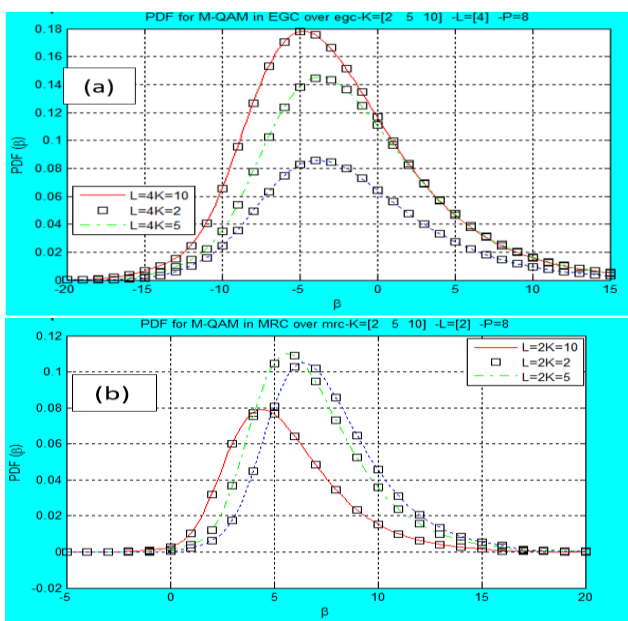 PDF for M-QAM in EGC over egc-K=[2 5 10] -L=[4] -P=8
(a)
PDF (β)
0.18
0.16
0.14
0.12
0.1
0.08
0.06
0.04
0.02
0
L=4K=10
L=4K=2
L=4K=5
-20 -15 -10 -5 0 5 10 15
β
PDF for M-QAM in MRC over mrc-K=[2 5 10] -L=[2] -P=8
(b)
PDF (β)
0.12
0.1
0.08
0.06
0.04
0.02
0
-0.02
L=2K=10
L=2K=2
L=2K=5
-5 0 5 10 15 20
β